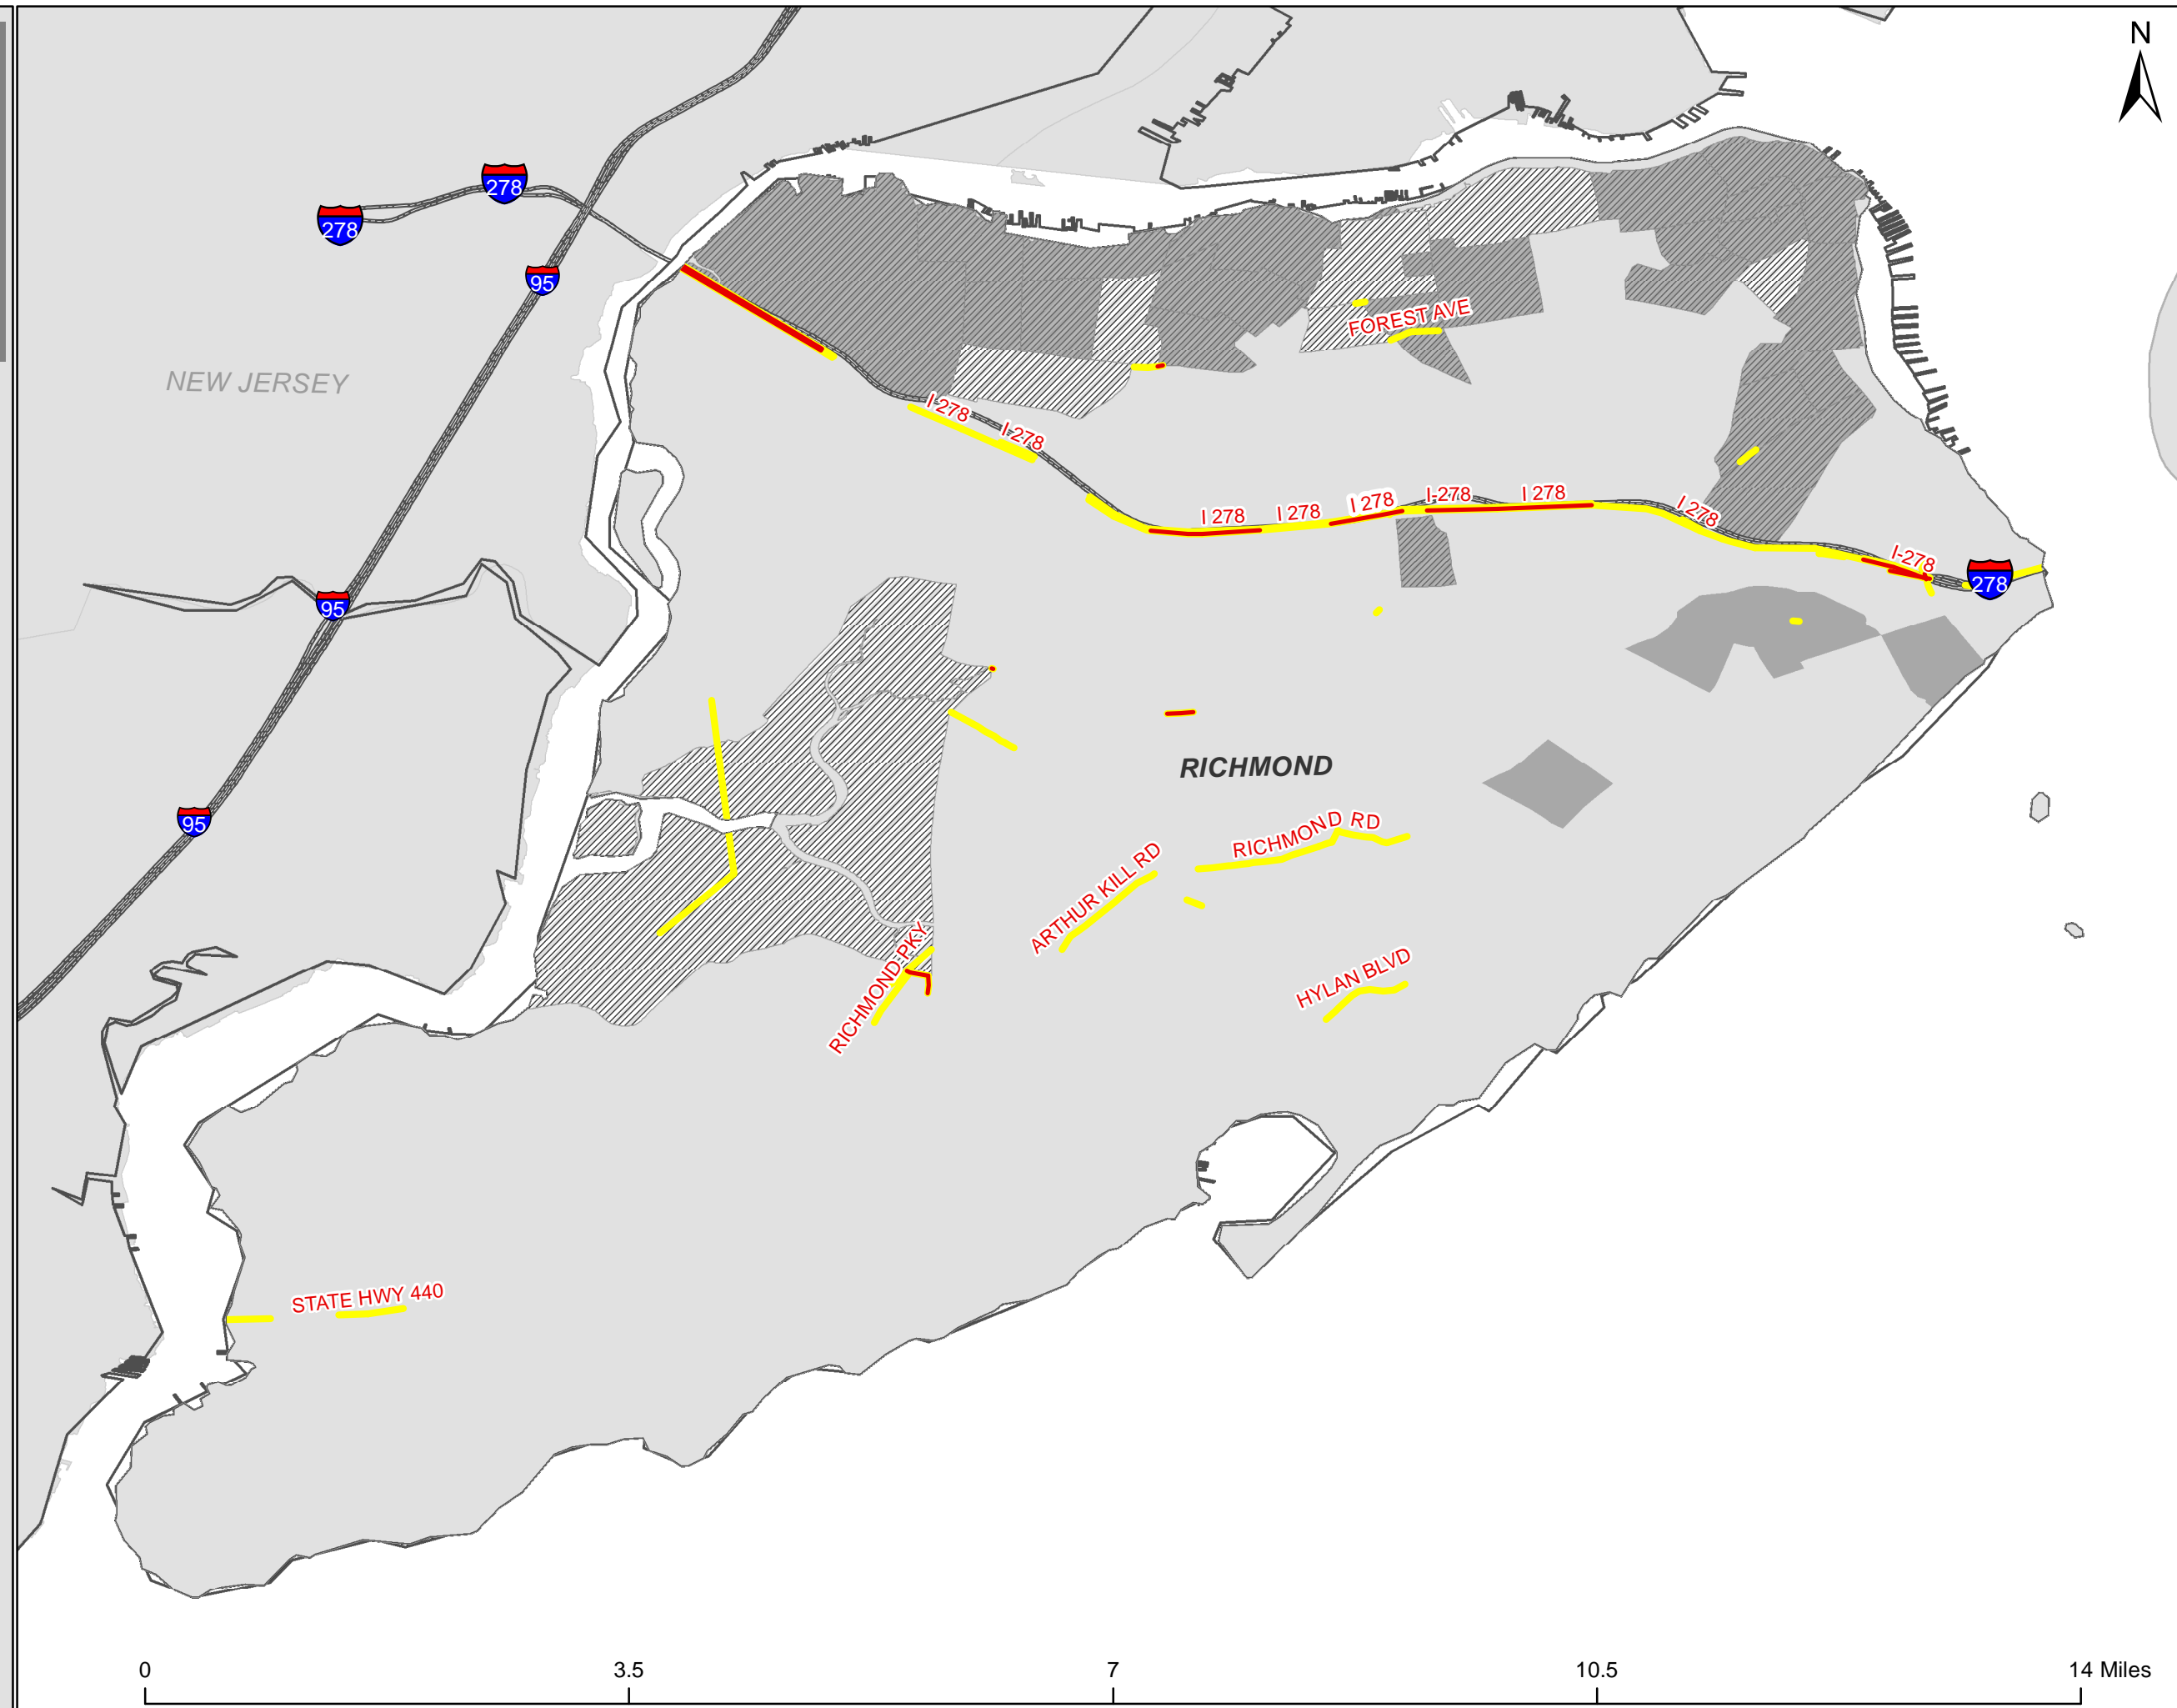 N
278
278
95
NEW JERSEY
FOREST AVE
I 278
I-278
I 278
I 278
I 278
I-278
I 278
I 278
I-278
278
95
95
RICHMOND
RICHMOND RD
ARTHUR KILL RD
RICHMOND PKY
HYLAN BLVD
STATE HWY 440
0
3.5
7
10.5
14 Miles